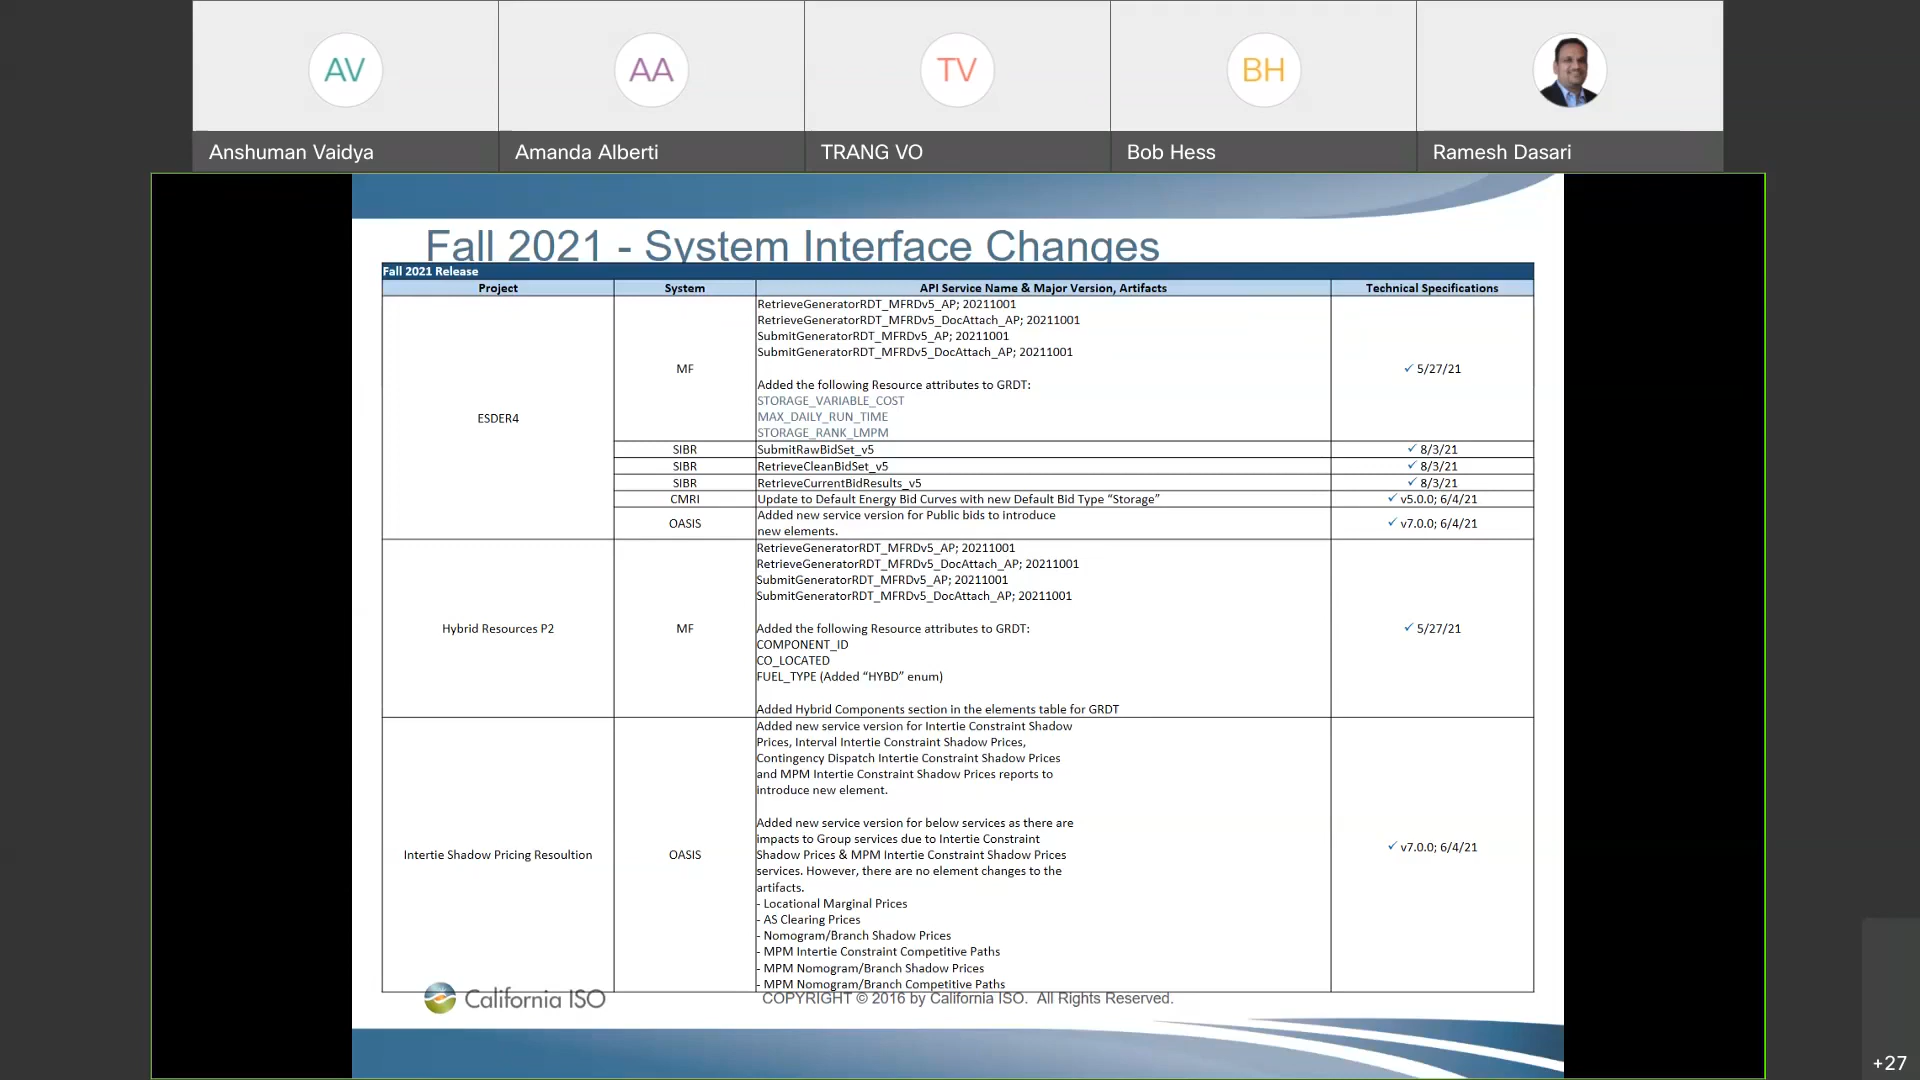 AV
AA
TV
BH
Anshuman Vaidya
Amanda Alberti
TRANG VO
Bob Hess
Ramesh Dasari
Fall 2021 - System Interface Changes
Fall 2021 Release
Project
System
API Service Name & Major Version, Artifacts
Technical Specifications
ESDER4
MF
RetrieveGeneratorRDT_MFRDv5_AP; 20211001
RetrieveGeneratorRDT_MFRDv5_DocAttach_AP; 20211001
SubmitGeneratorRDT_MFRDv5_AP; 20211001
SubmitGeneratorRDT_MFRDv5_DocAttach_AP; 20211001
Added the following Resource attributes to GRDT:
STORAGE_VARIABLE_COST
MAX_DAILY_RUN_TIME
STORAGE_RANK_LMPM
✓ 5/27/21
SIBR
SubmitRawBidSet_v5
✓ 8/3/21
SIBR
RetrieveCleanBidSet_v5
✓ 8/3/21
SIBR
RetrieveCurrentBidResults_v5
✓ 8/3/21
CMRI
Update to Default Energy Bid Curves with new Default Bid Type “Storage”
✓ v5.0.0; 6/4/21
OASIS
Added new service version for Public bids to introduce
new elements.
✓ v7.0.0; 6/4/21
Hybrid Resources P2
MF
RetrieveGeneratorRDT_MFRDv5_AP; 20211001
RetrieveGeneratorRDT_MFRDv5_DocAttach_AP; 20211001
SubmitGeneratorRDT_MFRDv5_AP; 20211001
SubmitGeneratorRDT_MFRDv5_DocAttach_AP; 20211001
Added the following Resource attributes to GRDT:
COMPONENT_ID
CO_LOCATED
FUEL_TYPE (Added “HYBD” enum)
Added Hybrid Components section in the elements table for GRDT
✓ 5/27/21
Intertie Shadow Pricing Resoultion
OASIS
Added new service version for Intertie Constraint Shadow
Prices, Interval Intertie Constraint Shadow Prices,
Contingency Dispatch Intertie Constraint Shadow Prices
and MPM Intertie Constraint Shadow Prices reports to
introduce new element.
Added new service version for below services as there are
impacts to Group services due to Intertie Constraint
Shadow Prices & MPM Intertie Constraint Shadow Prices
services. However, there are no element changes to the
artifacts.
- Locational Marginal Prices
- AS Clearing Prices
- Nomogram/Branch Shadow Prices
- MPM Intertie Constraint Competitive Paths
- MPM Nomogram/Branch Shadow Prices
- MPM Nomogram/Branch Competitive Paths
✓ v7.0.0; 6/4/21
California ISO
COPYRIGHT © 2016 by California ISO. All Rights Reserved.
+27